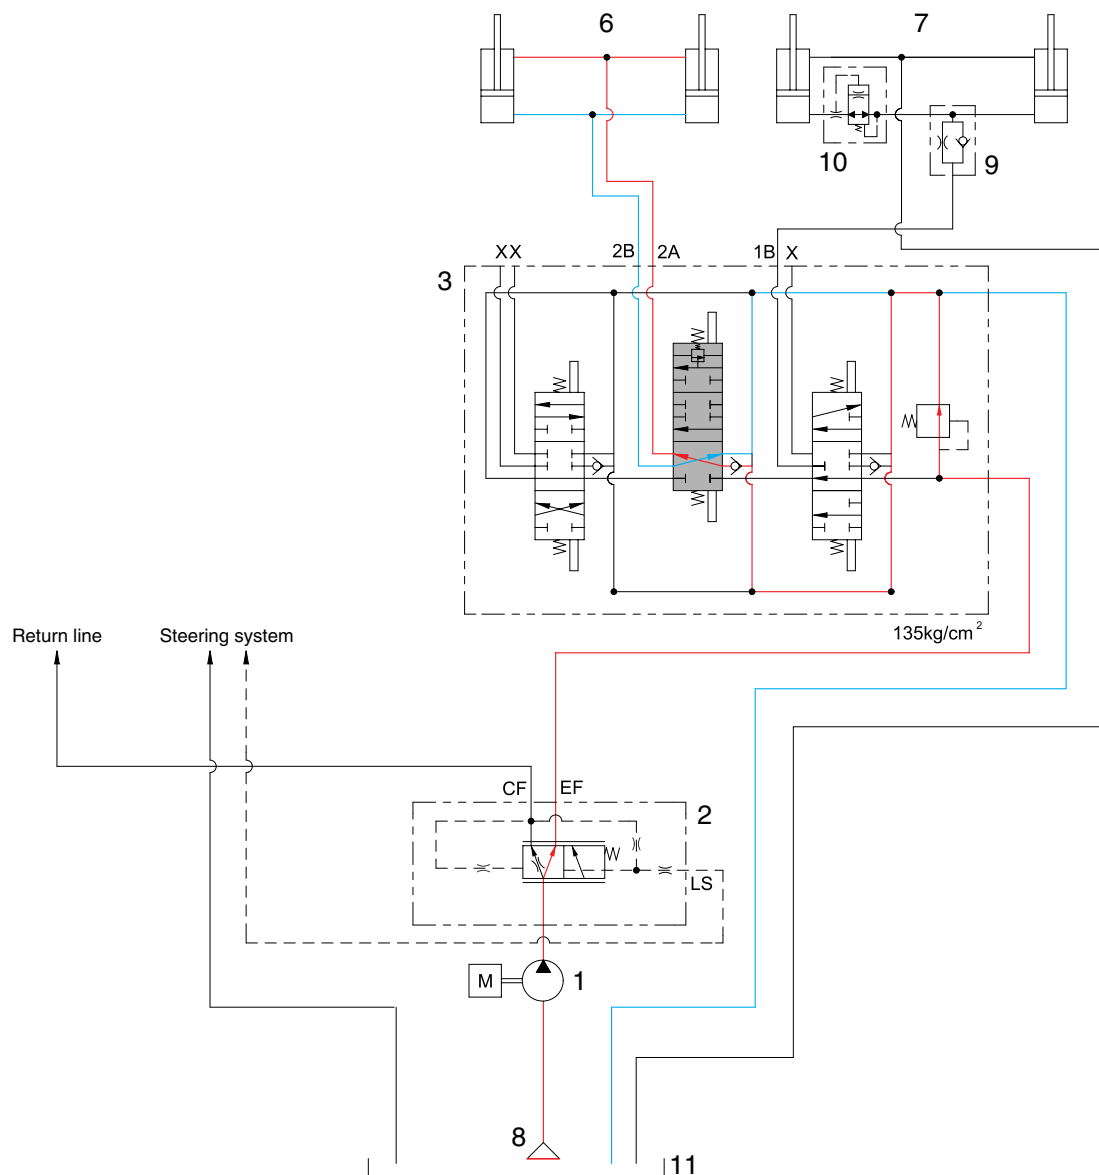 6 7
10 9
XX 2B 2A 1B X
3
135kg/cm2
Return line Steering system
CF EF
2
LS
M 1
8 11